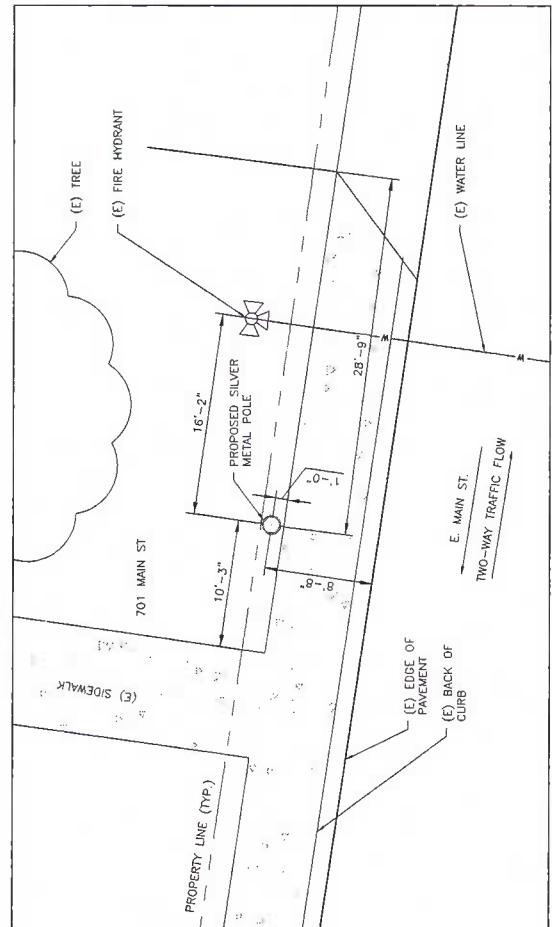 (E) TREE
(E) FIRE HYDRANT
16'-2"
PROPOSED SILVER
METAL POLE
10'-3"
1'-0"
28'-9"
8'-8"
701 MAIN ST
(E) SIDEWALK
PROPERTY LINE (TYP.)
W
W
(E) WATER LINE
E. MAIN ST.
TWO-WAY TRAFFIC FLOW
(E) EDGE OF
PAVEMENT
(E) BACK OF
CURB